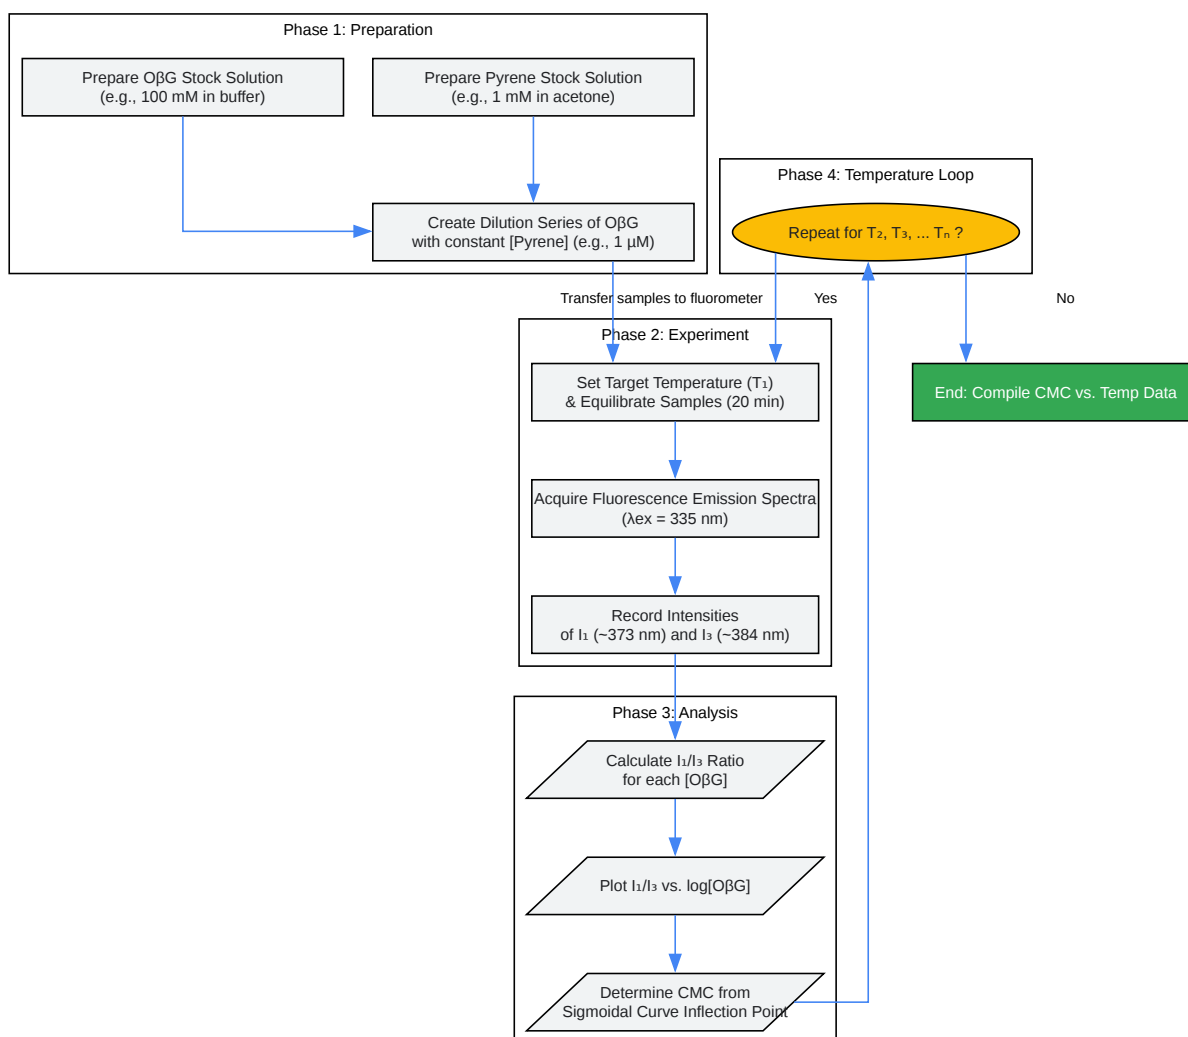 Phase 1: Preparation
Prepare OβG Stock Solution
(e.g., 100 mM in buffer)
Prepare Pyrene Stock Solution
(e.g., 1 mM in acetone)
Create Dilution Series of OβG
with constant [Pyrene] (e.g., 1 µM)
Phase 4: Temperature Loop
Repeat for T₂, T₃, ... Tₙ ?
Transfer samples to fluorometer
Yes
No
Phase 2: Experiment
Set Target Temperature (T₁)
& Equilibrate Samples (20 min)
End: Compile CMC vs. Temp Data
Acquire Fluorescence Emission Spectra
(λex = 335 nm)
Record Intensities
of I₁ (~373 nm) and I₃ (~384 nm)
Phase 3: Analysis
Calculate I₁/I₃ Ratio
for each [OβG]
Plot I₁/I₃ vs. log[OβG]
Determine CMC from
Sigmoidal Curve Inflection Point